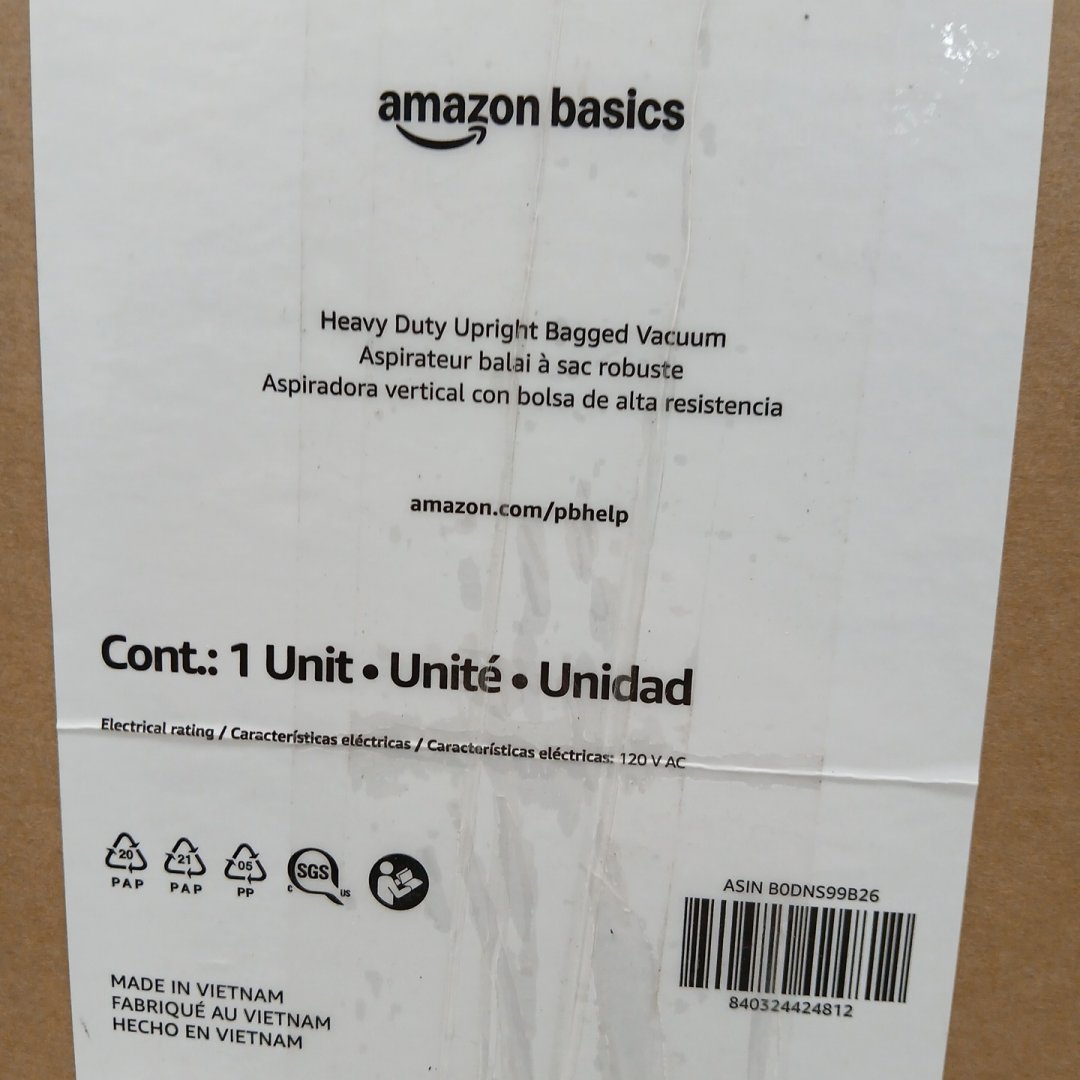 amazon basics
Heavy Duty Upright Bagged Vacuum
Aspirateur balai à sac robuste
Aspiradora vertical con bolsa de alta resistencia
amazon.com/pbhelp
Cont.: 1 Unit • Unité • Unidad
Electrical rating / Características eléctricas / Características eléctricas: 120 V AC
20 21 05 SGS
PAP PAP PP c us
ASIN B0DNS99B26
840324424812
MADE IN VIETNAM
FABRIQUÉ AU VIETNAM
HECHO EN VIETNAM